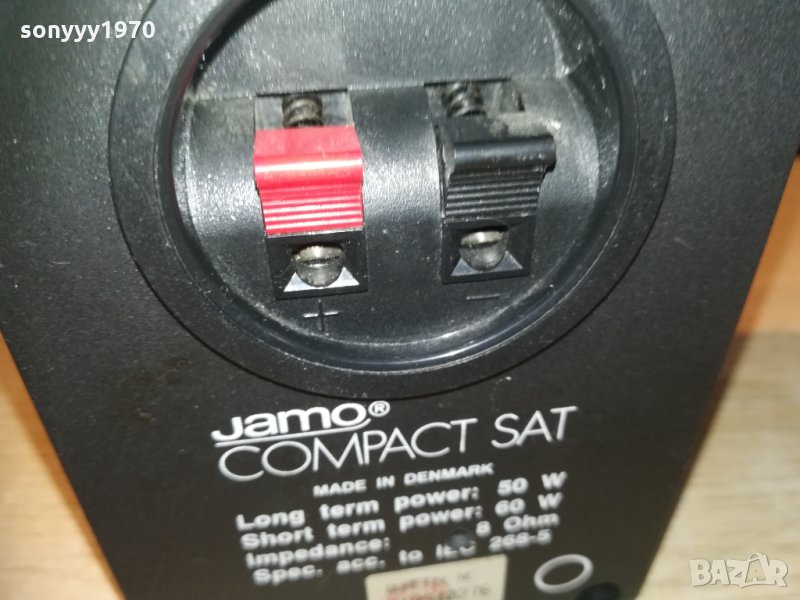 sonyyy1970
+ −
Jamo®
COMPACT SAT
MADE IN DENMARK
Long term power: 50 W
Short term power: 60 W
Impedance: 8 Ohm
Spec. acc. to IEC 268-5
BAZAR